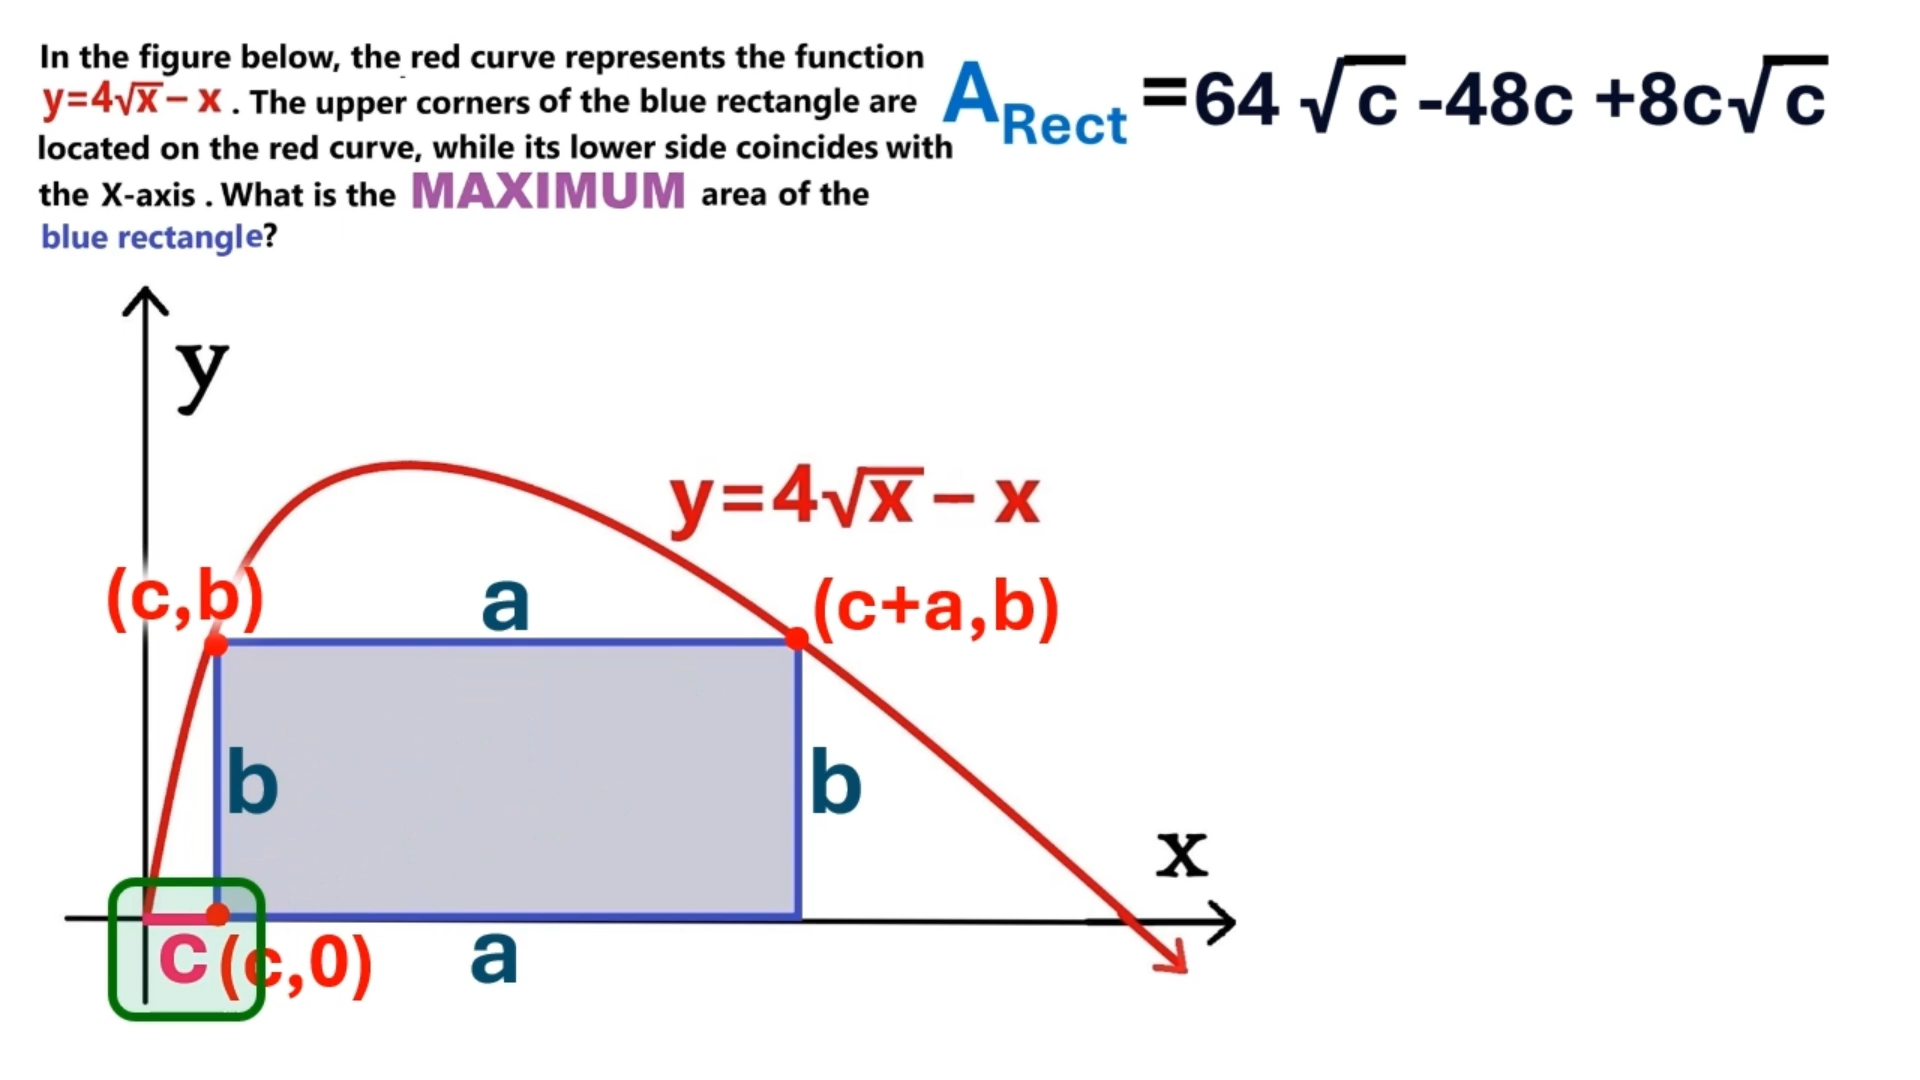 In the figure below, the red curve represents the function
y=4√x − x . The upper corners of the blue rectangle are
located on the red curve, while its lower side coincides with
the X-axis . What is the MAXIMUM area of the
blue rectangle?
A Rect =64 √c -48c +8c√c
y
y=4√x − x
(c,b)
a
(c+a,b)
b
b
x
c
(c,0)
a